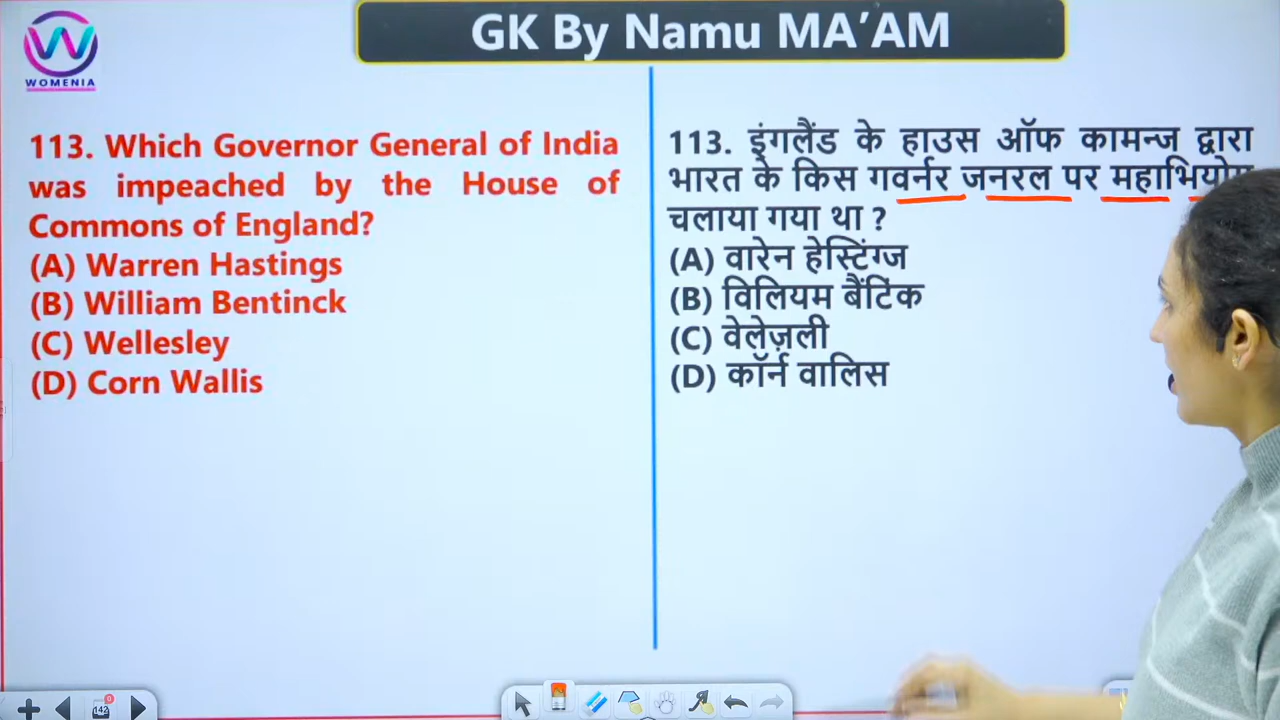 WOMENIA
GK By Namu MA’AM
113. Which Governor General of India
was impeached by the House of
Commons of England?
(A) Warren Hastings
(B) William Bentinck
(C) Wellesley
(D) Corn Wallis
113. इंगलैंड के हाउस ऑफ कामन्ज द्वारा
भारत के किस गवर्नर जनरल पर महाभियोग
चलाया गया था ?
(A) वारेन हेस्टिंग्ज
(B) विलियम बैंटिंक
(C) वेलेज़ली
(D) कॉर्न वालिस
142